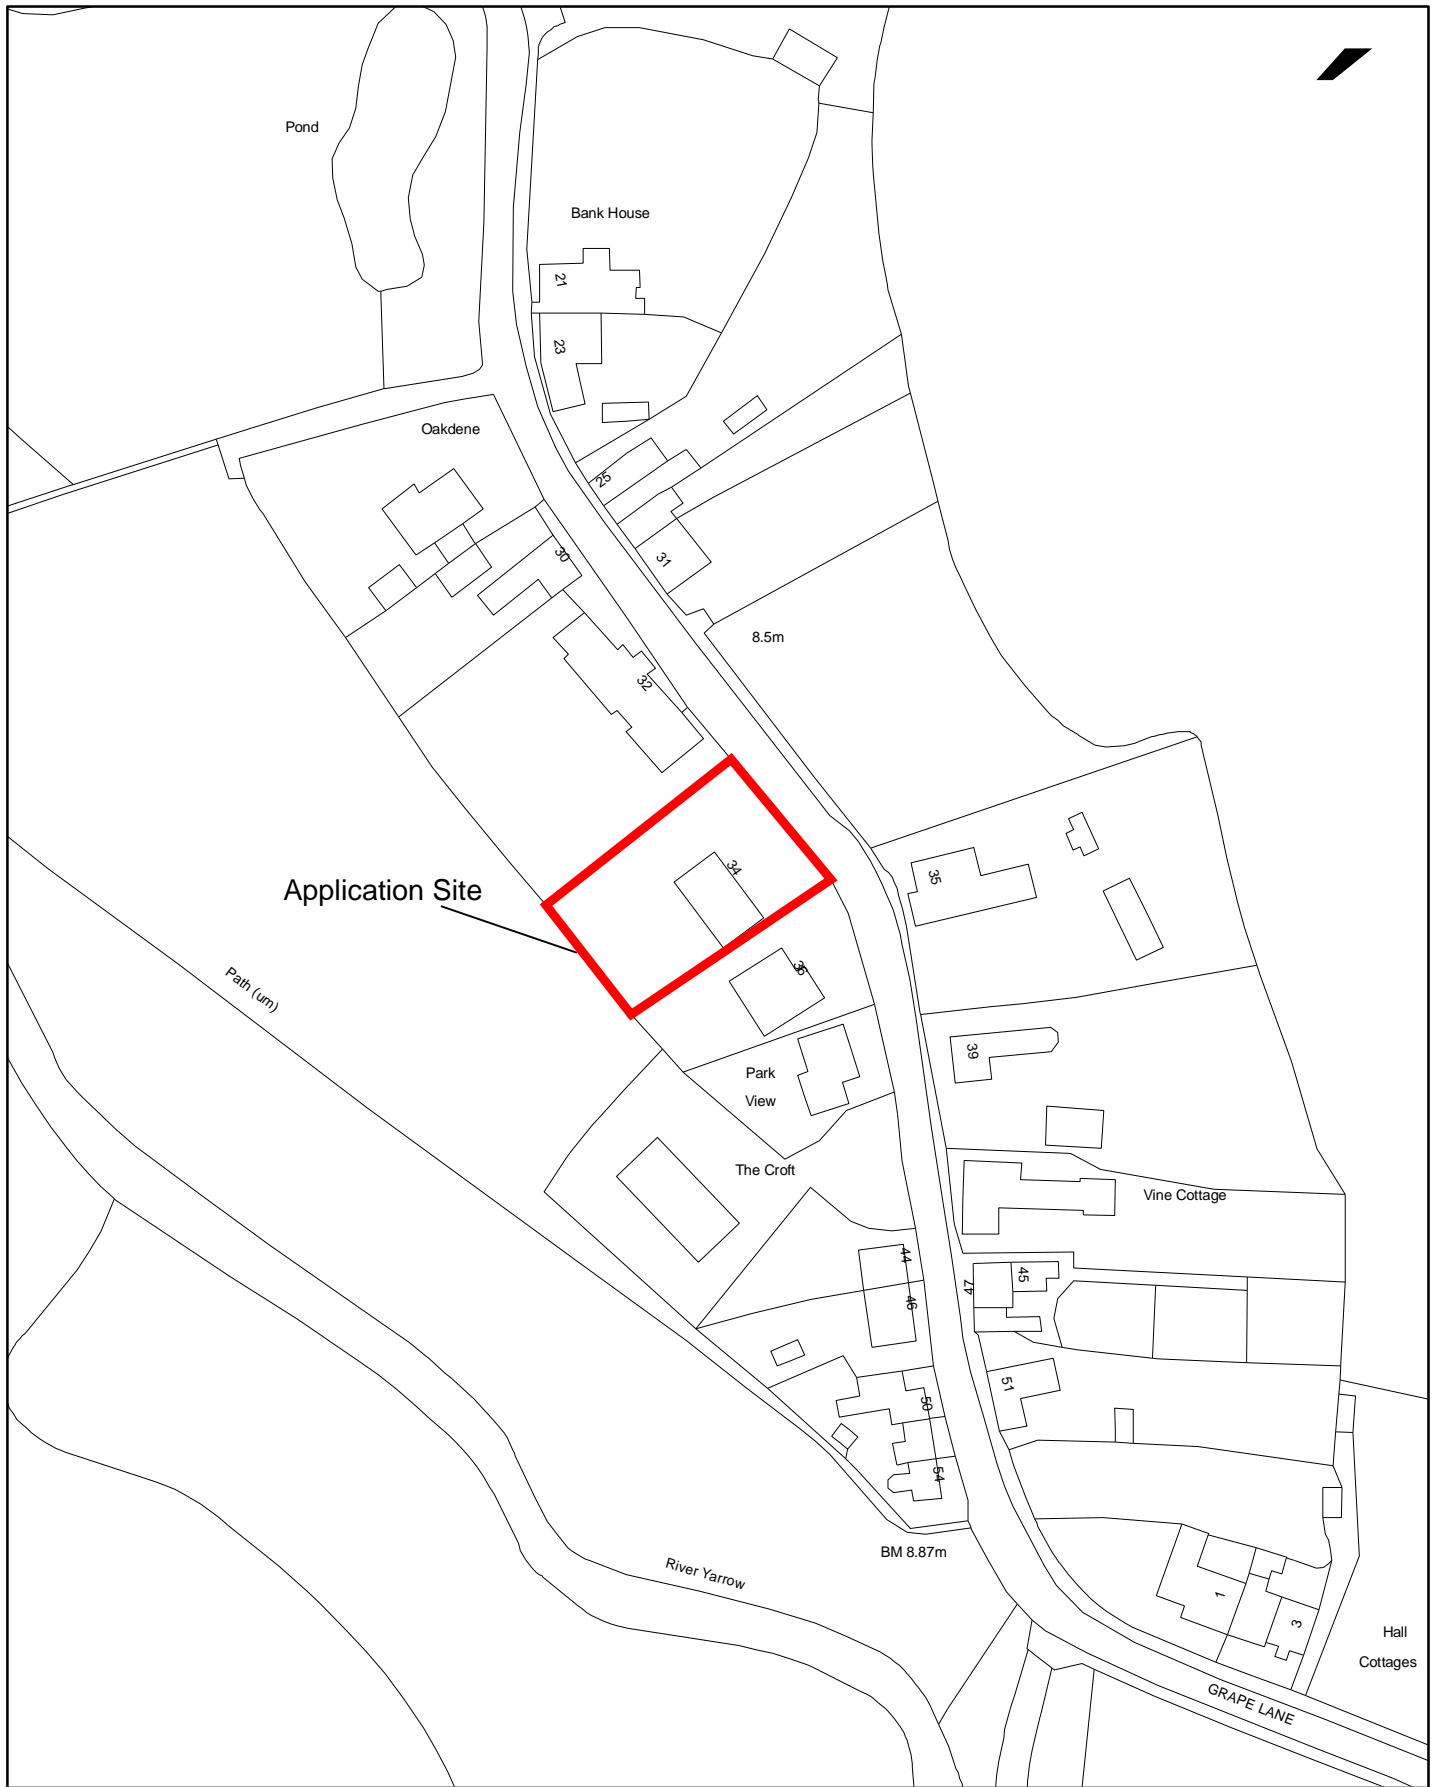 Pond
Bank House
21
23
Oakdene
25
30
31
8.5m
32
34
35
Application Site
36
Path (um)
39
Park
View
The Croft
Vine Cottage
44
45
47
46
51
50
54
BM 8.87m
River Yarrow
1
3
Hall
Cottages
GRAPE LANE